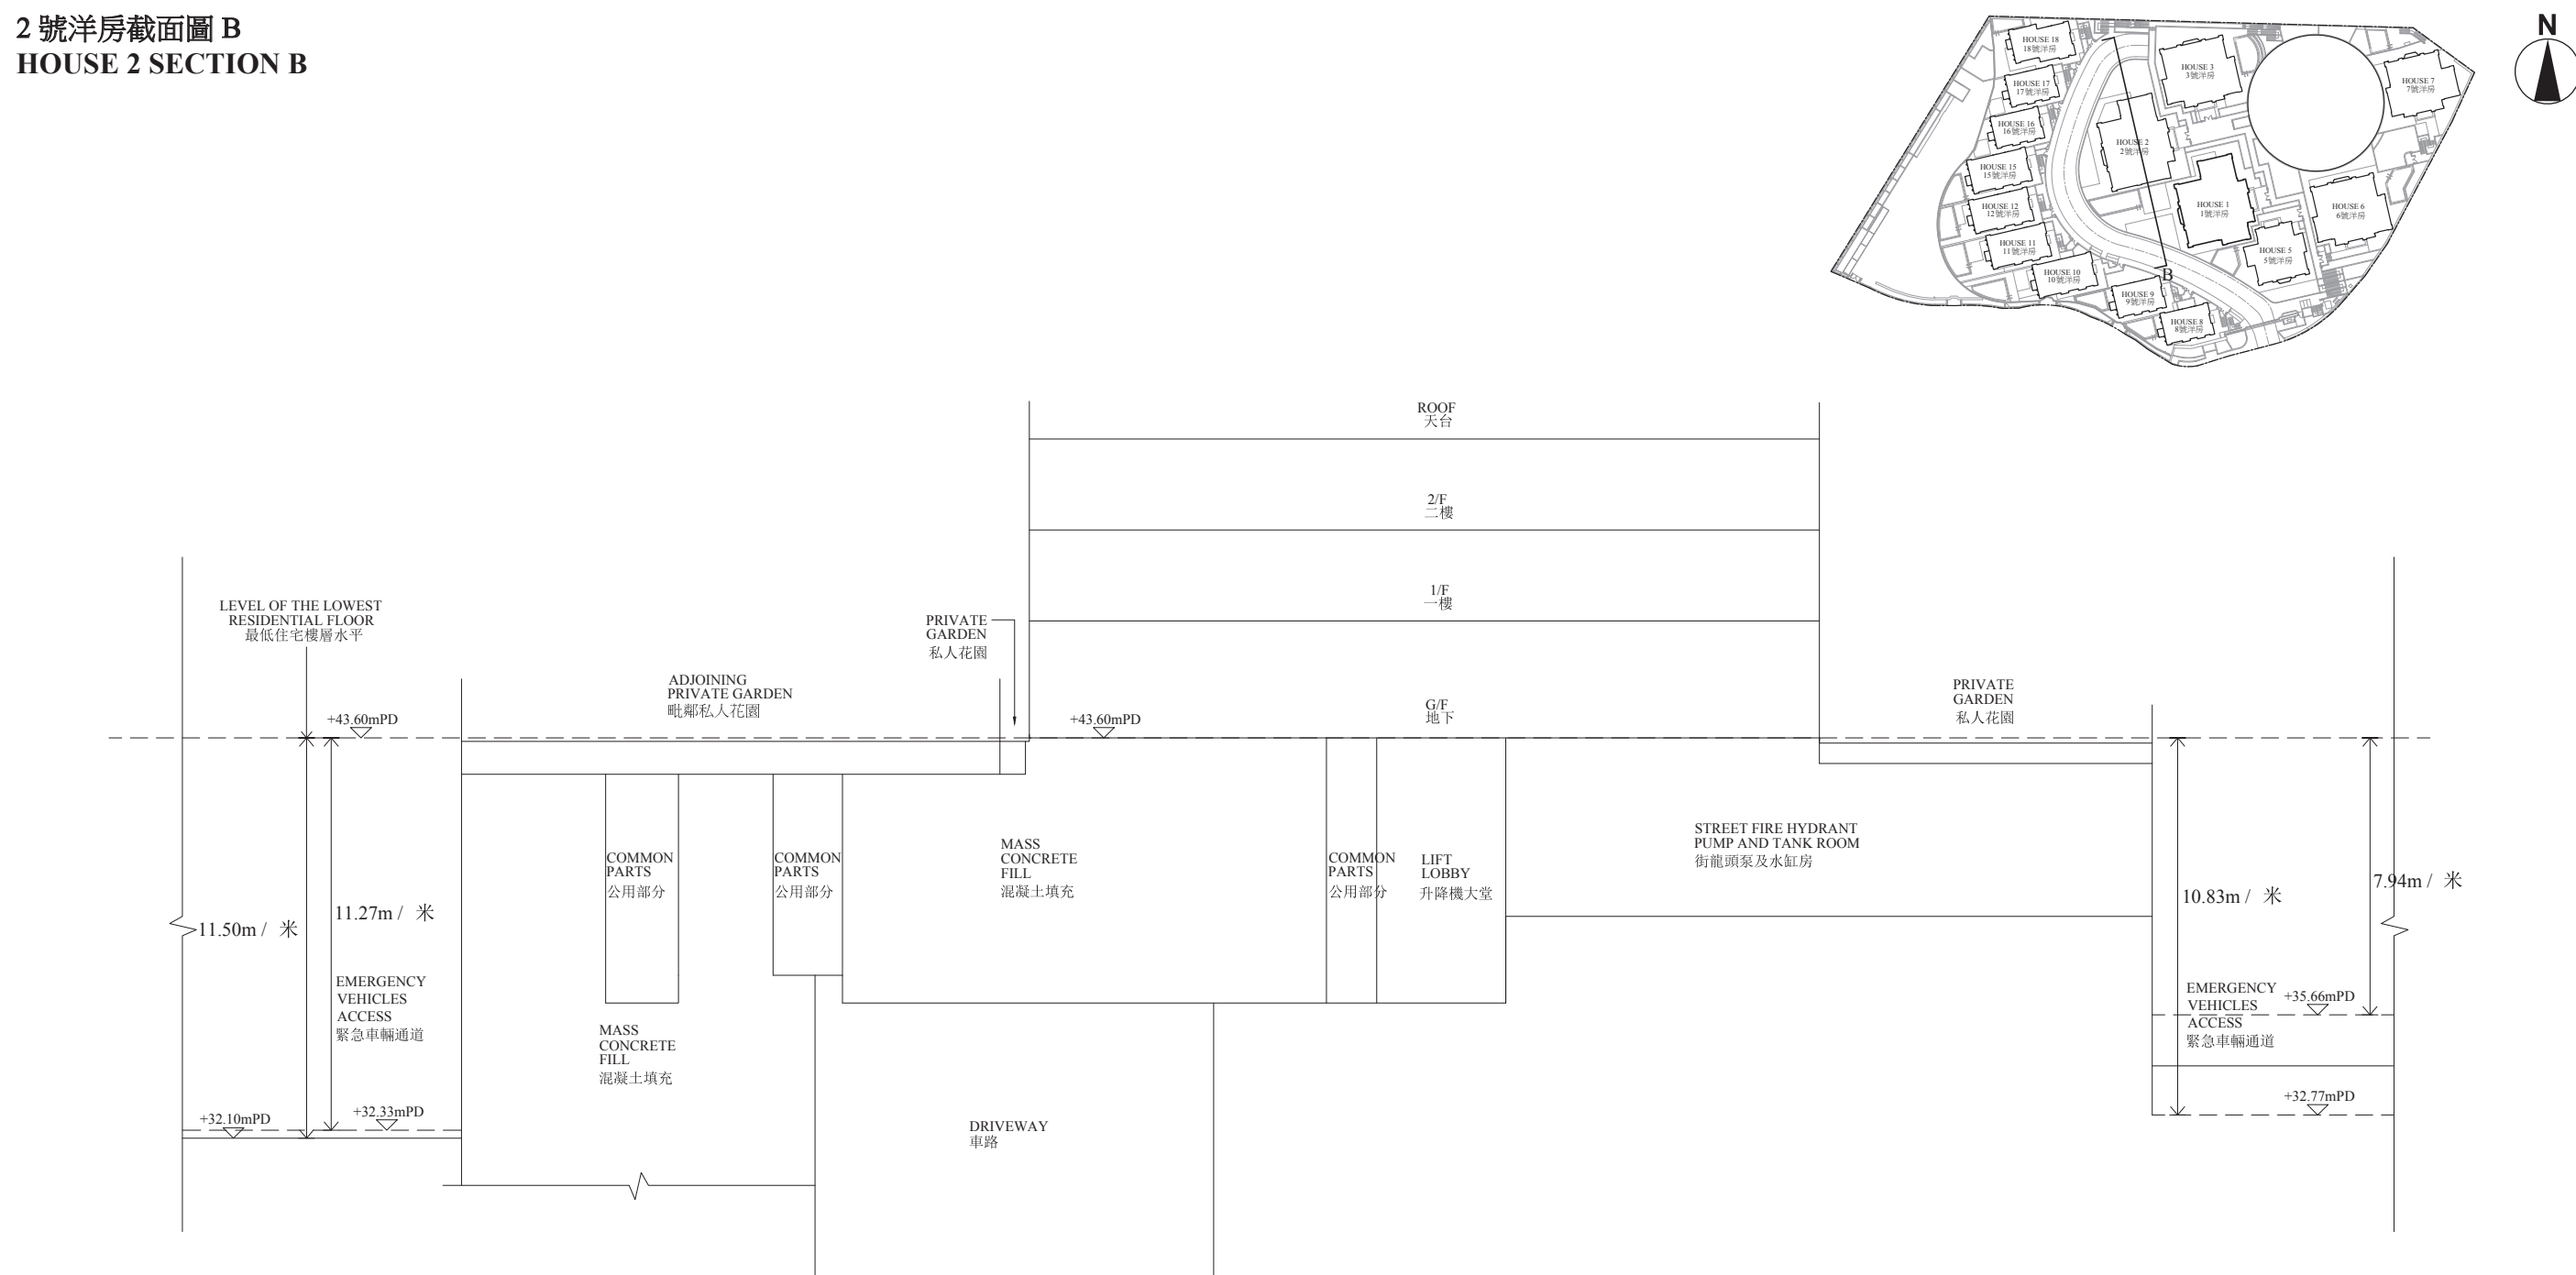 2 號洋房截面圖 B
HOUSE 2 SECTION B
N
HOUSE 18
18號洋房
HOUSE 17
17號洋房
HOUSE 16
16號洋房
HOUSE 15
15號洋房
HOUSE 12
12號洋房
HOUSE 11
11號洋房
HOUSE 10
10號洋房
HOUSE 9
9號洋房
HOUSE 8
8號洋房
HOUSE 3
3號洋房
HOUSE 2
2號洋房
HOUSE 1
1號洋房
HOUSE 7
7號洋房
HOUSE 6
6號洋房
HOUSE 5
5號洋房
B
ROOF
天台
2/F
二樓
1/F
一樓
G/F
地下
LEVEL OF THE LOWEST
RESIDENTIAL FLOOR
最低住宅樓層水平
+43.60mPD
ADJOINING
PRIVATE GARDEN
毗鄰私人花園
PRIVATE
GARDEN
私人花園
+43.60mPD
PRIVATE
GARDEN
私人花園
11.50m / 米
11.27m / 米
EMERGENCY
VEHICLES
ACCESS
緊急車輛通道
+32.10mPD
+32.33mPD
COMMON
PARTS
公用部分
COMMON
PARTS
公用部分
MASS
CONCRETE
FILL
混凝土填充
MASS
CONCRETE
FILL
混凝土填充
COMMON
PARTS
公用部分
LIFT
LOBBY
升降機大堂
STREET FIRE HYDRANT
PUMP AND TANK ROOM
街龍頭泵及水缸房
DRIVEWAY
車路
10.83m / 米
7.94m / 米
EMERGENCY
VEHICLES
ACCESS
緊急車輛通道
+35.66mPD
+32.77mPD